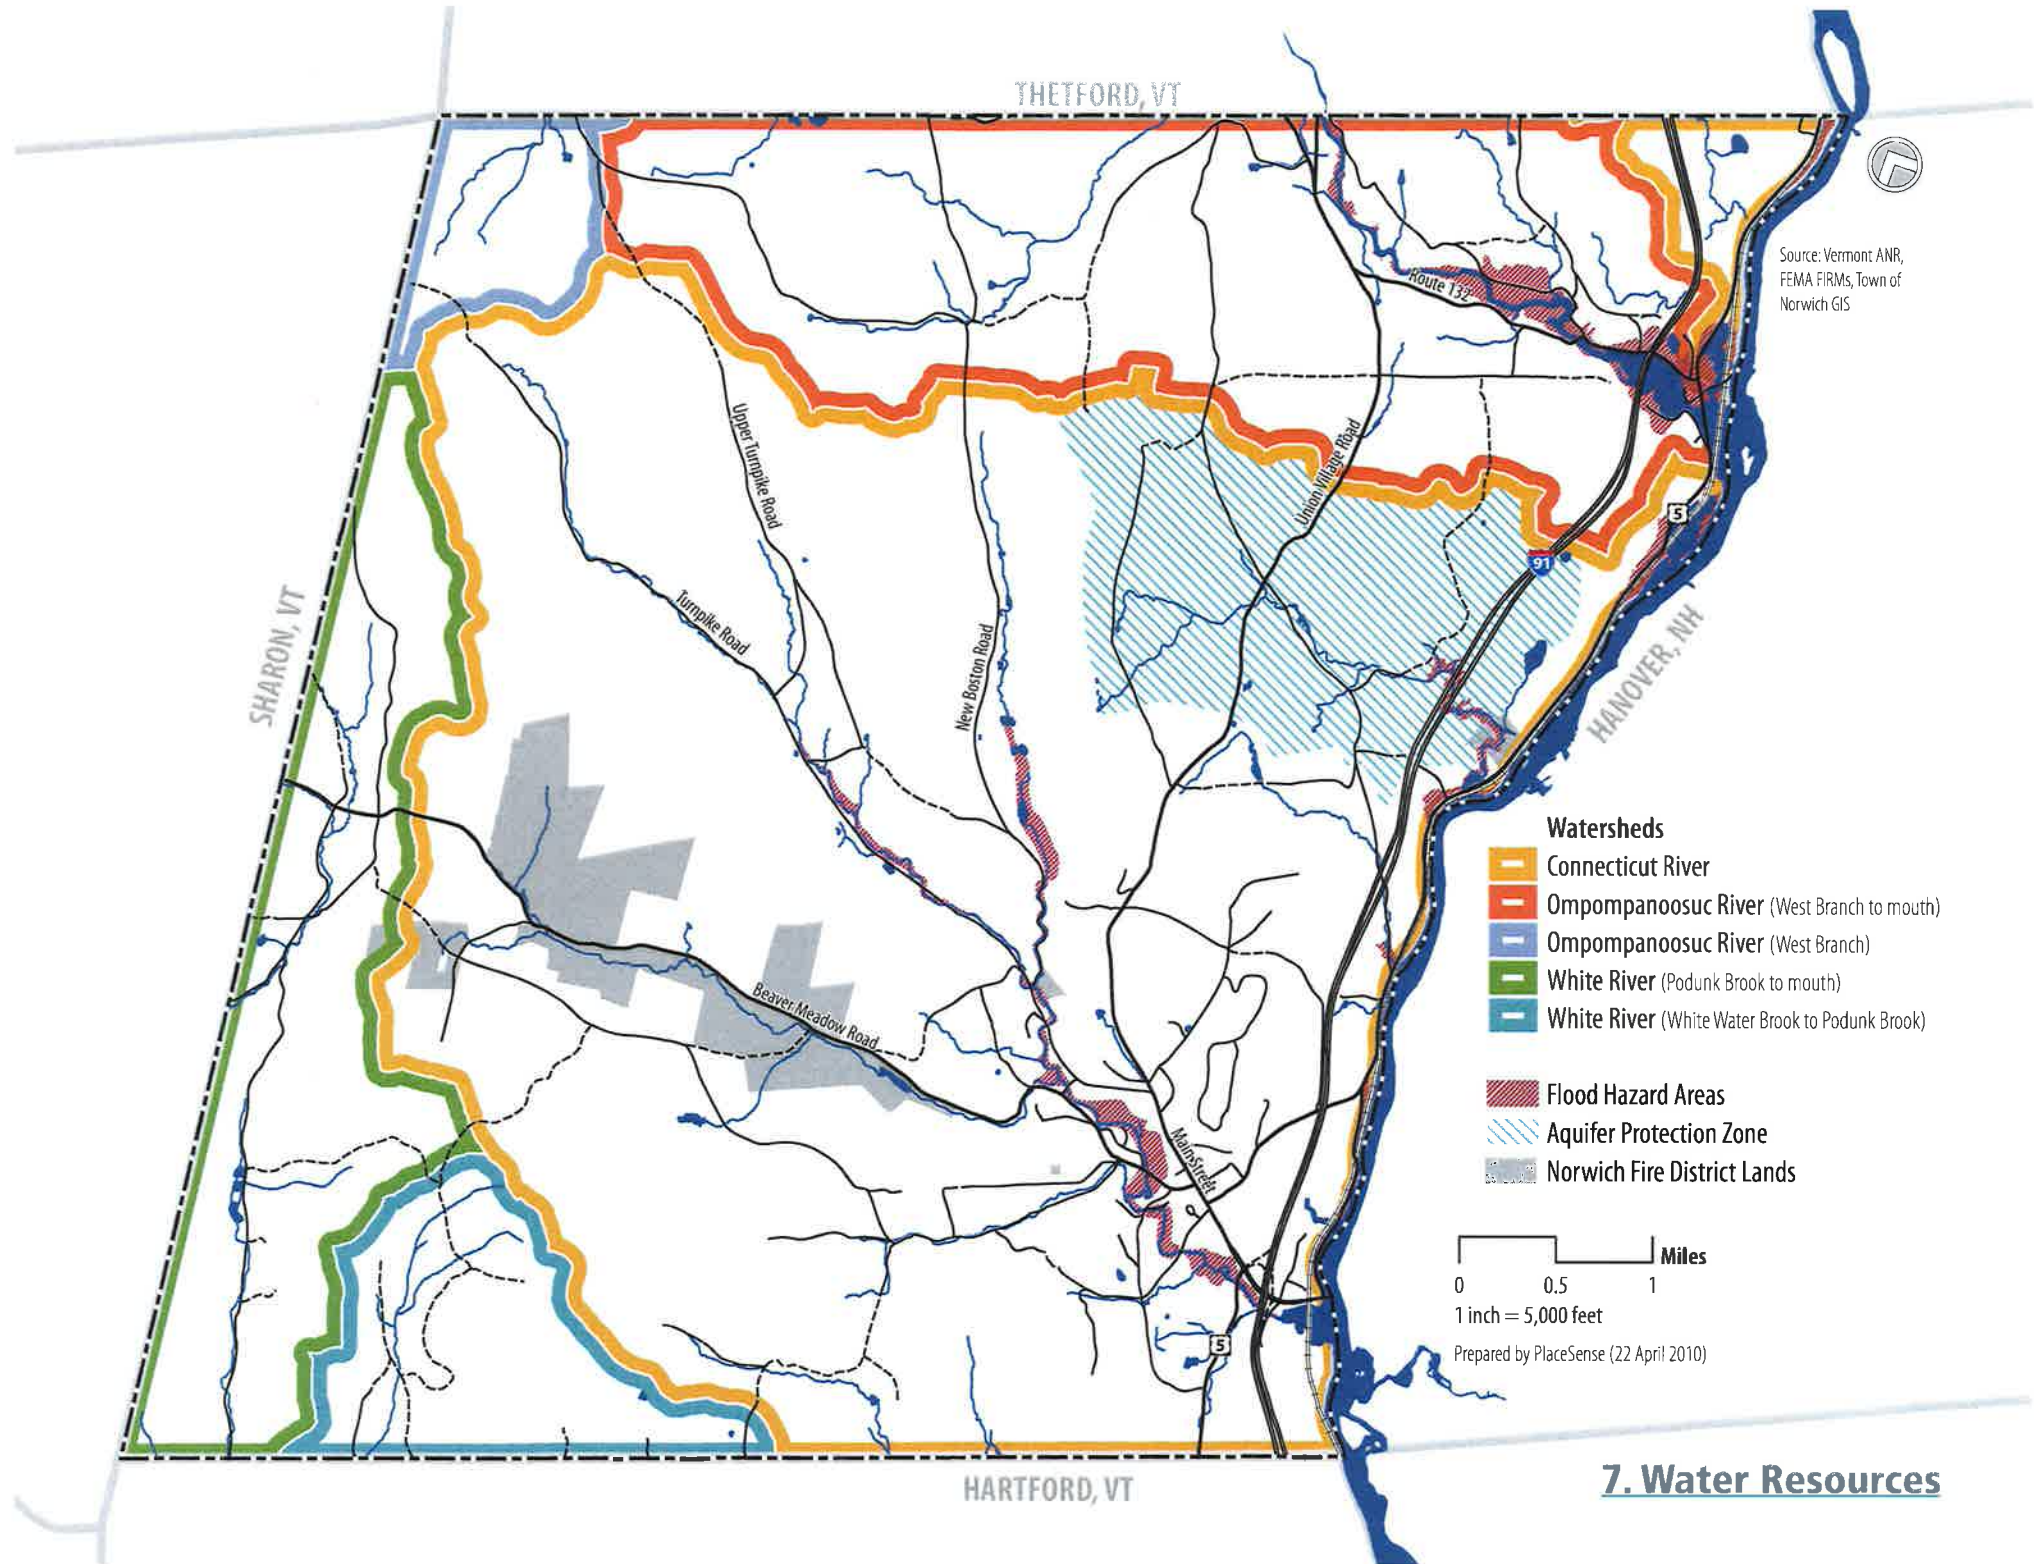 THETFORD, VT
Source: Vermont ANR,
FEMA FIRMs, Town of
Norwich GIS
Route 132
Upper Turnpike Road
Union Village Road
5
91
Turnpike Road
SHARON, VT
New Boston Road
HANOVER, NH
Watersheds
Connecticut River
Ompompanoosuc River (West Branch to mouth)
Ompompanoosuc River (West Branch)
White River (Podunk Brook to mouth)
White River (White Water Brook to Podunk Brook)
Beaver Meadow Road
Flood Hazard Areas
Aquifer Protection Zone
Norwich Fire District Lands
Main Street
Miles
0 0.5 1
1 inch = 5,000 feet
5
Prepared by PlaceSense (22 April 2010)
HARTFORD, VT
7. Water Resources